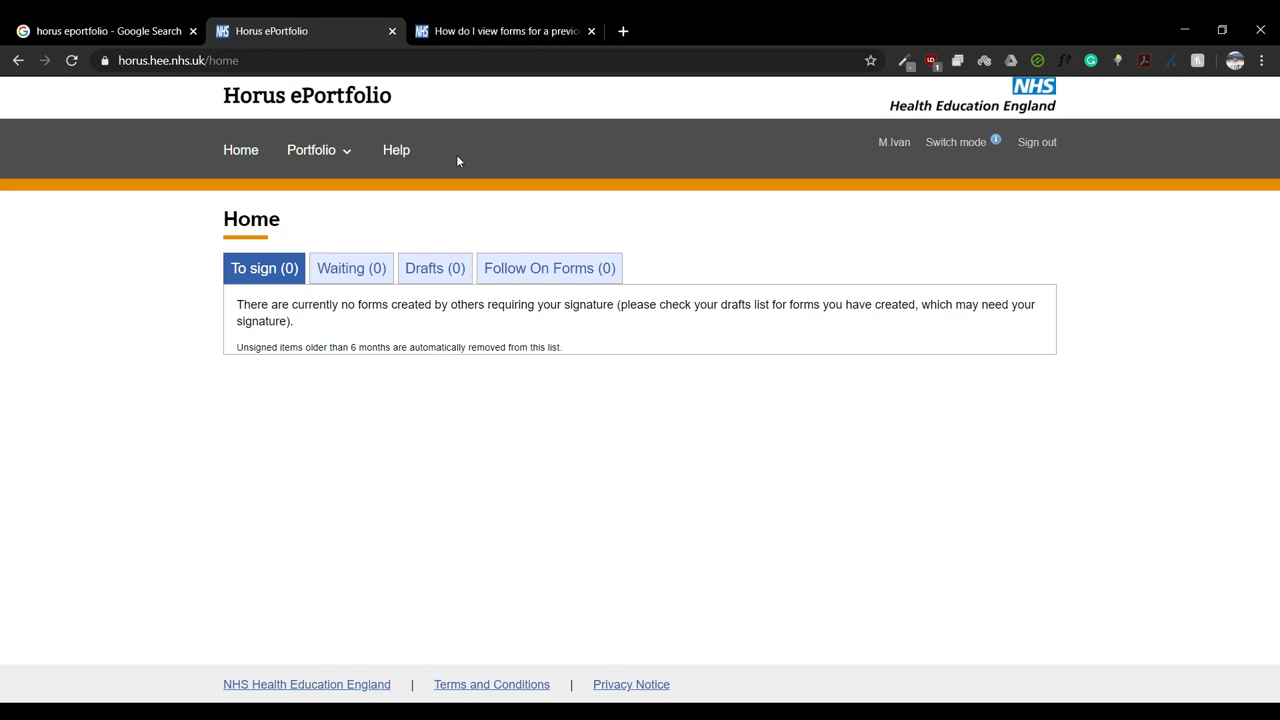 horus eportfolio - Google Search
Horus ePortfolio
How do I view forms for a previo
horus.hee.nhs.uk/home
Horus ePortfolio
NHS
Health Education England
Home
Portfolio
Help
M Ivan
Switch mode
Sign out
Home
To sign (0)
Waiting (0)
Drafts (0)
Follow On Forms (0)
There are currently no forms created by others requiring your signature (please check your drafts list for forms you have created, which may need your
signature).
Unsigned items older than 6 months are automatically removed from this list.
NHS Health Education England
|
Terms and Conditions
|
Privacy Notice